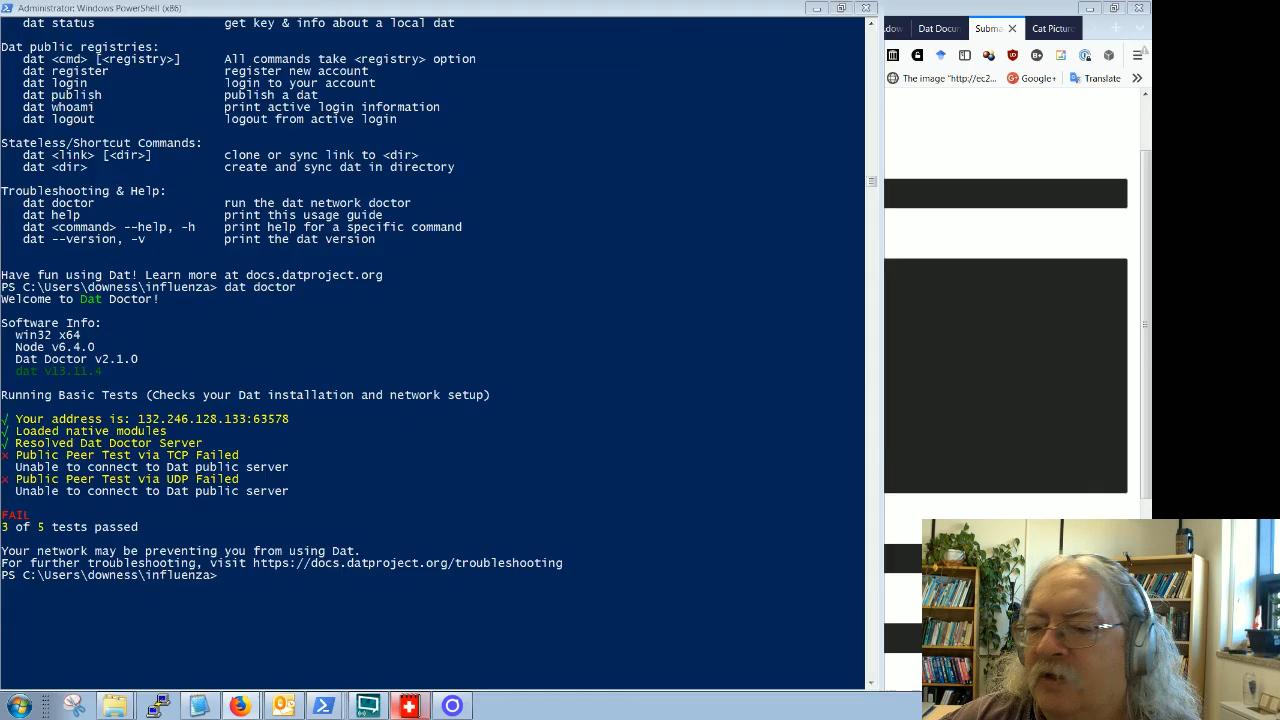 Administrator: Windows PowerShell (x86)
dat status get key & info about a local dat
Dat public registries:
dat <cmd> [<registry>] All commands take <registry> option
dat register register new account
dat login login to your account
dat publish publish a dat
dat whoami print active login information
dat logout logout from active login
Stateless/Shortcut Commands:
dat <link> [<dir>] clone or sync link to <dir>
dat <dir> create and sync dat in directory
Troubleshooting & Help:
dat doctor run the dat network doctor
dat help print this usage guide
dat <command> --help, -h print help for a specific command
dat --version, -v print the dat version
Have fun using Dat! Learn more at docs.datproject.org
PS C:\Users\downess\influenza> dat doctor
Welcome to Dat Doctor!
Software Info:
win32 x64
Node v6.4.0
Dat Doctor v2.1.0
dat v13.11.4
Running Basic Tests (Checks your Dat installation and network setup)
√ Your address is: 132.246.128.133:63578
√ Loaded native modules
√ Resolved Dat Doctor Server
× Public Peer Test via TCP Failed
Unable to connect to Dat public server
× Public Peer Test via UDP Failed
Unable to connect to Dat public server
FAIL
3 of 5 tests passed
Your network may be preventing you from using Dat.
For further troubleshooting, visit https://docs.datproject.org/troubleshooting
PS C:\Users\downess\influenza>
.dow Dat Docu Subma Cat Picture
The image "http://ec2... Google+ Translate